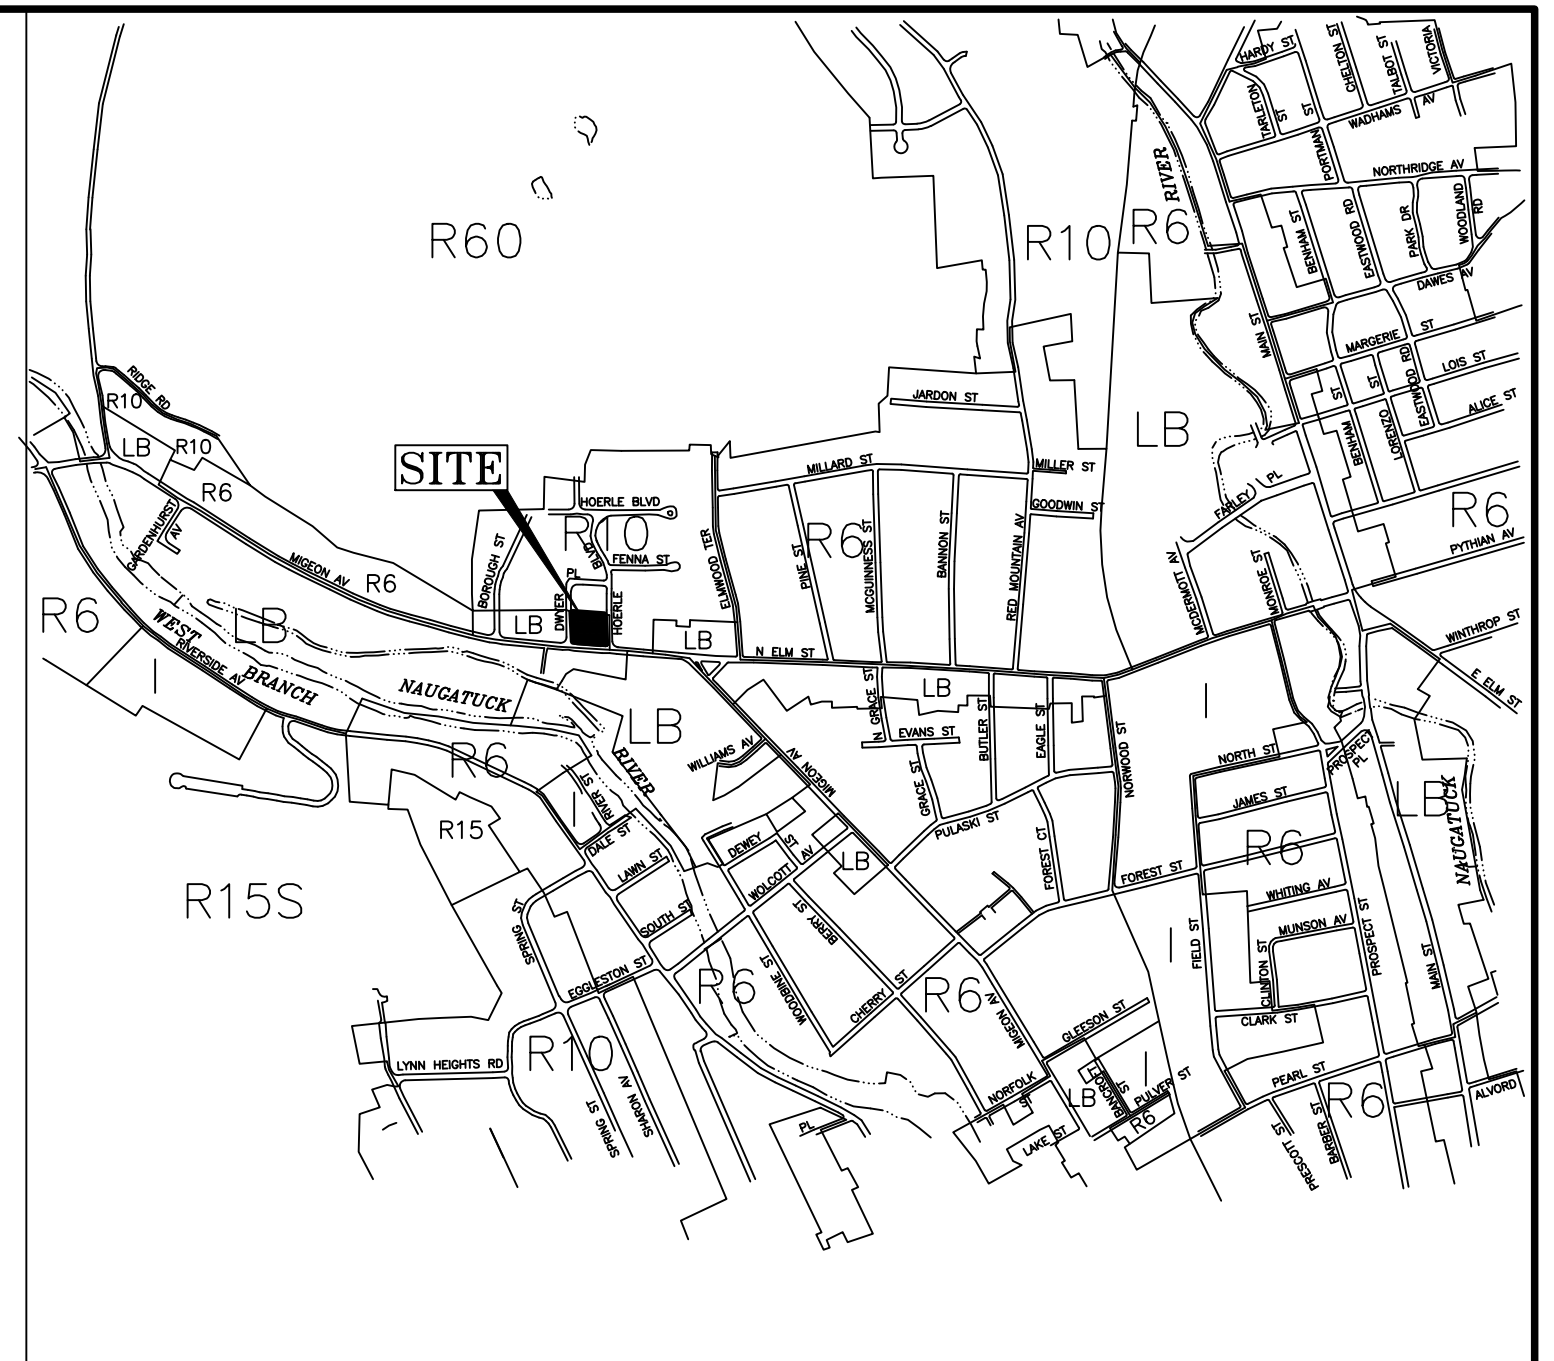 HARDY ST
CHELTON ST
TALBOT ST
VICTORIA
TARLETON
ST
ST
WADHAMS
AV
PORTMAN
NORTHRIDGE AV
RIVER
R60
R10
R6
BENHAM ST
EASTWOOD RD
PARK DR
WOODLAND
RD
DAWES AV
MAIN ST
MARGERIE
ST
LOIS ST
ALICE ST
EASTWOOD RD
ST
ST
BENHAM
LORENZO
RIDGE RD
R10
LB
R10
R6
JARDON ST
LB
SITE
MILLARD ST
MILLER ST
GOODWIN ST
FARLEY
PL
R6
PYTHIAN AV
HOERLE BLVD
R10
BLVD
FENNA ST
PL
BOROUGH ST
DWYER
HOERLE
LB
ELMWOOD TER
PINE ST
R6
MCGUINNESS ST
BANNON ST
RED MOUNTAIN AV
MCDERMOTT AV
MONROE ST
WINTHROP ST
E ELM ST
GARDENHURST
AV
MIGEON AV
R6
R6
LB
WEST
BRANCH
NAUGATUCK
RIVER
RIVERSIDE AV
I
LB
N ELM ST
LB
LB
N GRACE ST
EVANS ST
BUTLER ST
EAGLE ST
NORWOOD ST
I
NORTH ST
PROSPECT
PL
WILLIAMS AV
MIGEON AV
GRACE ST
PULASKI ST
JAMES ST
R6
LB
NAUGATUCK
R6
I
RIVER ST
DALE ST
R15
LAWN ST
DEWEY
ST
AV
WOLCOTT
LB
FOREST CT
FOREST ST
WHITING AV
MUNSON AV
R15S
SPRING ST
SOUTH ST
BERRY ST
I
FIELD ST
CLINTON ST
PROSPECT ST
MAIN ST
EGGLESTON ST
R6
WOODBINE ST
CHERRY
ST
R6
MIGEON AV
GLEESON ST
CLARK ST
LYNN HEIGHTS RD
R10
SPRING ST
SHARON AV
NORFOLK
ST
LB
BANCROFT
ST
I
PULVER ST
R6
PEARL ST
R6
ALVORD
PL
LAKE ST
PRESCOTT ST
BARBER ST